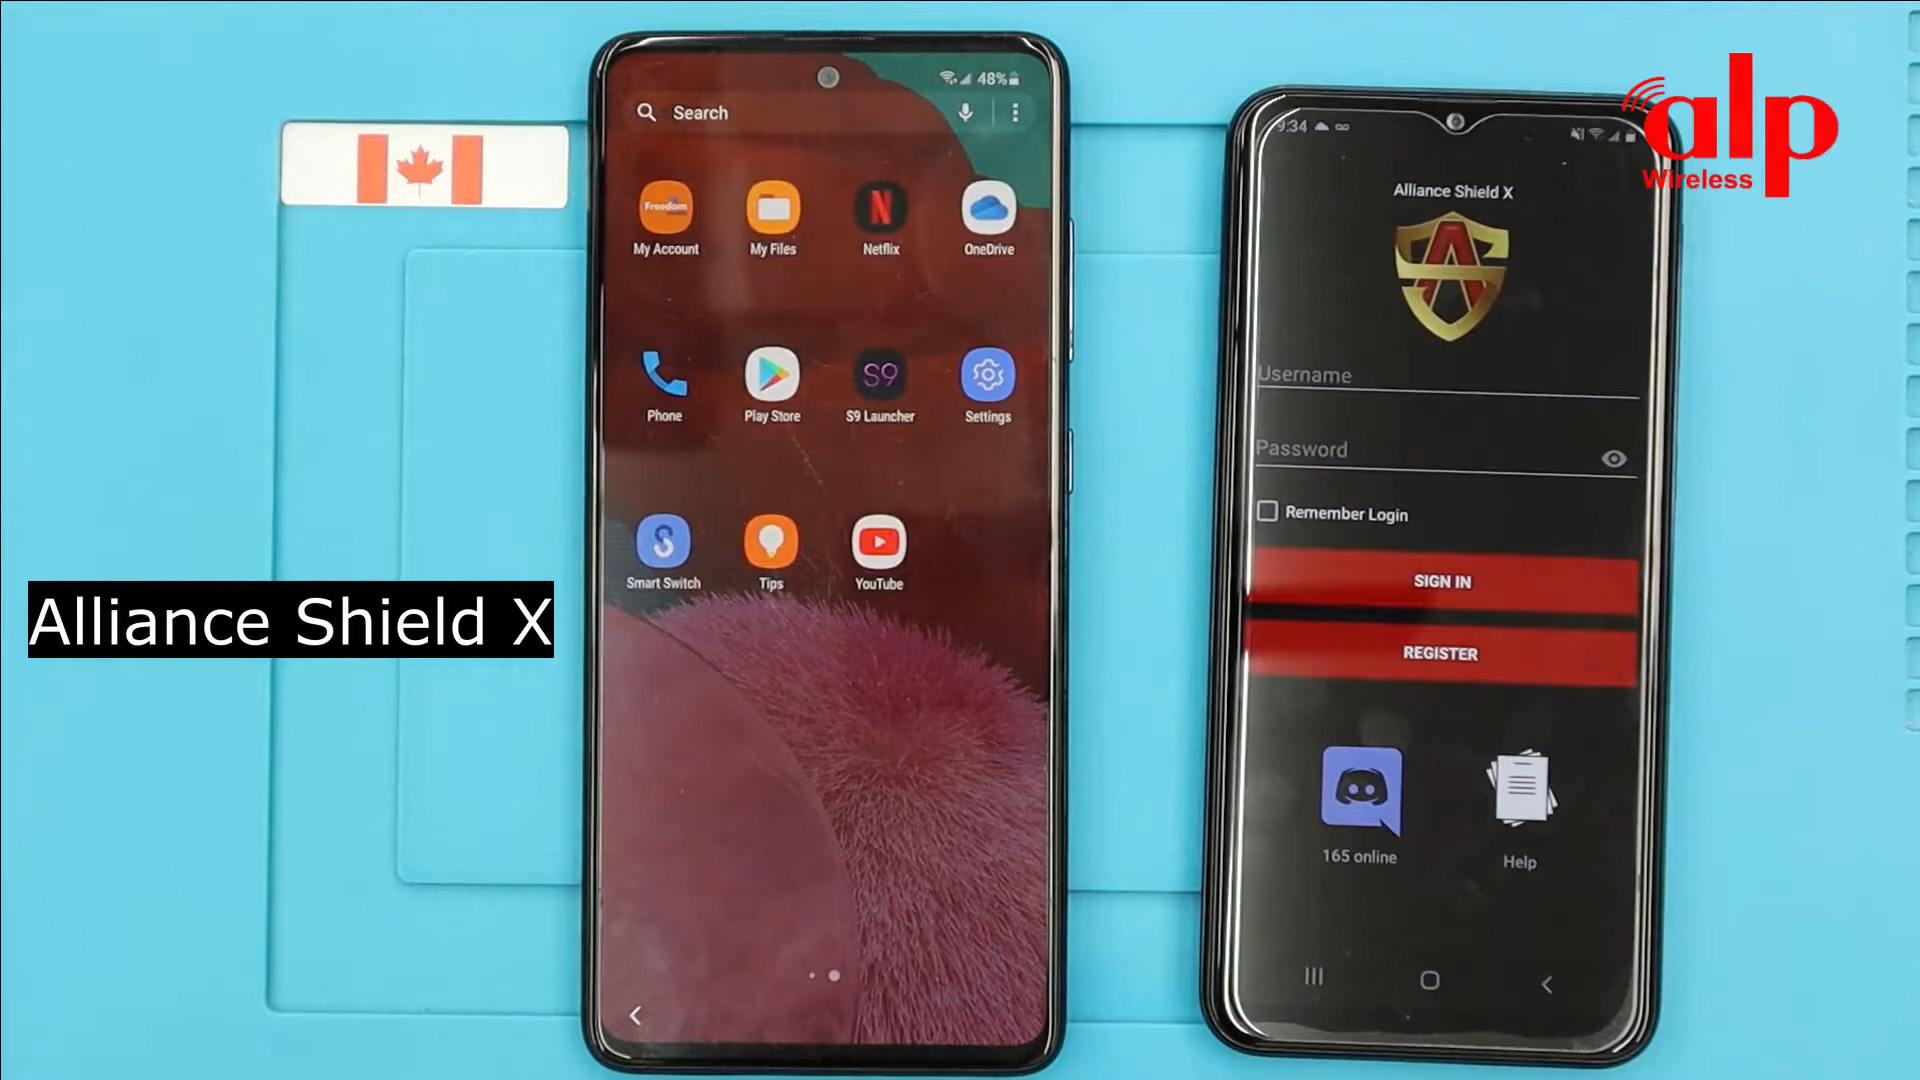 alp
Wireless
48%
Search
Freedom
My Account
My Files
Netflix
OneDrive
Phone
Play Store
S9
S9 Launcher
Settings
Smart Switch
Tips
YouTube
Alliance Shield X
9:34
Alliance Shield X
Username
Password
Remember Login
SIGN IN
REGISTER
165 online
Help